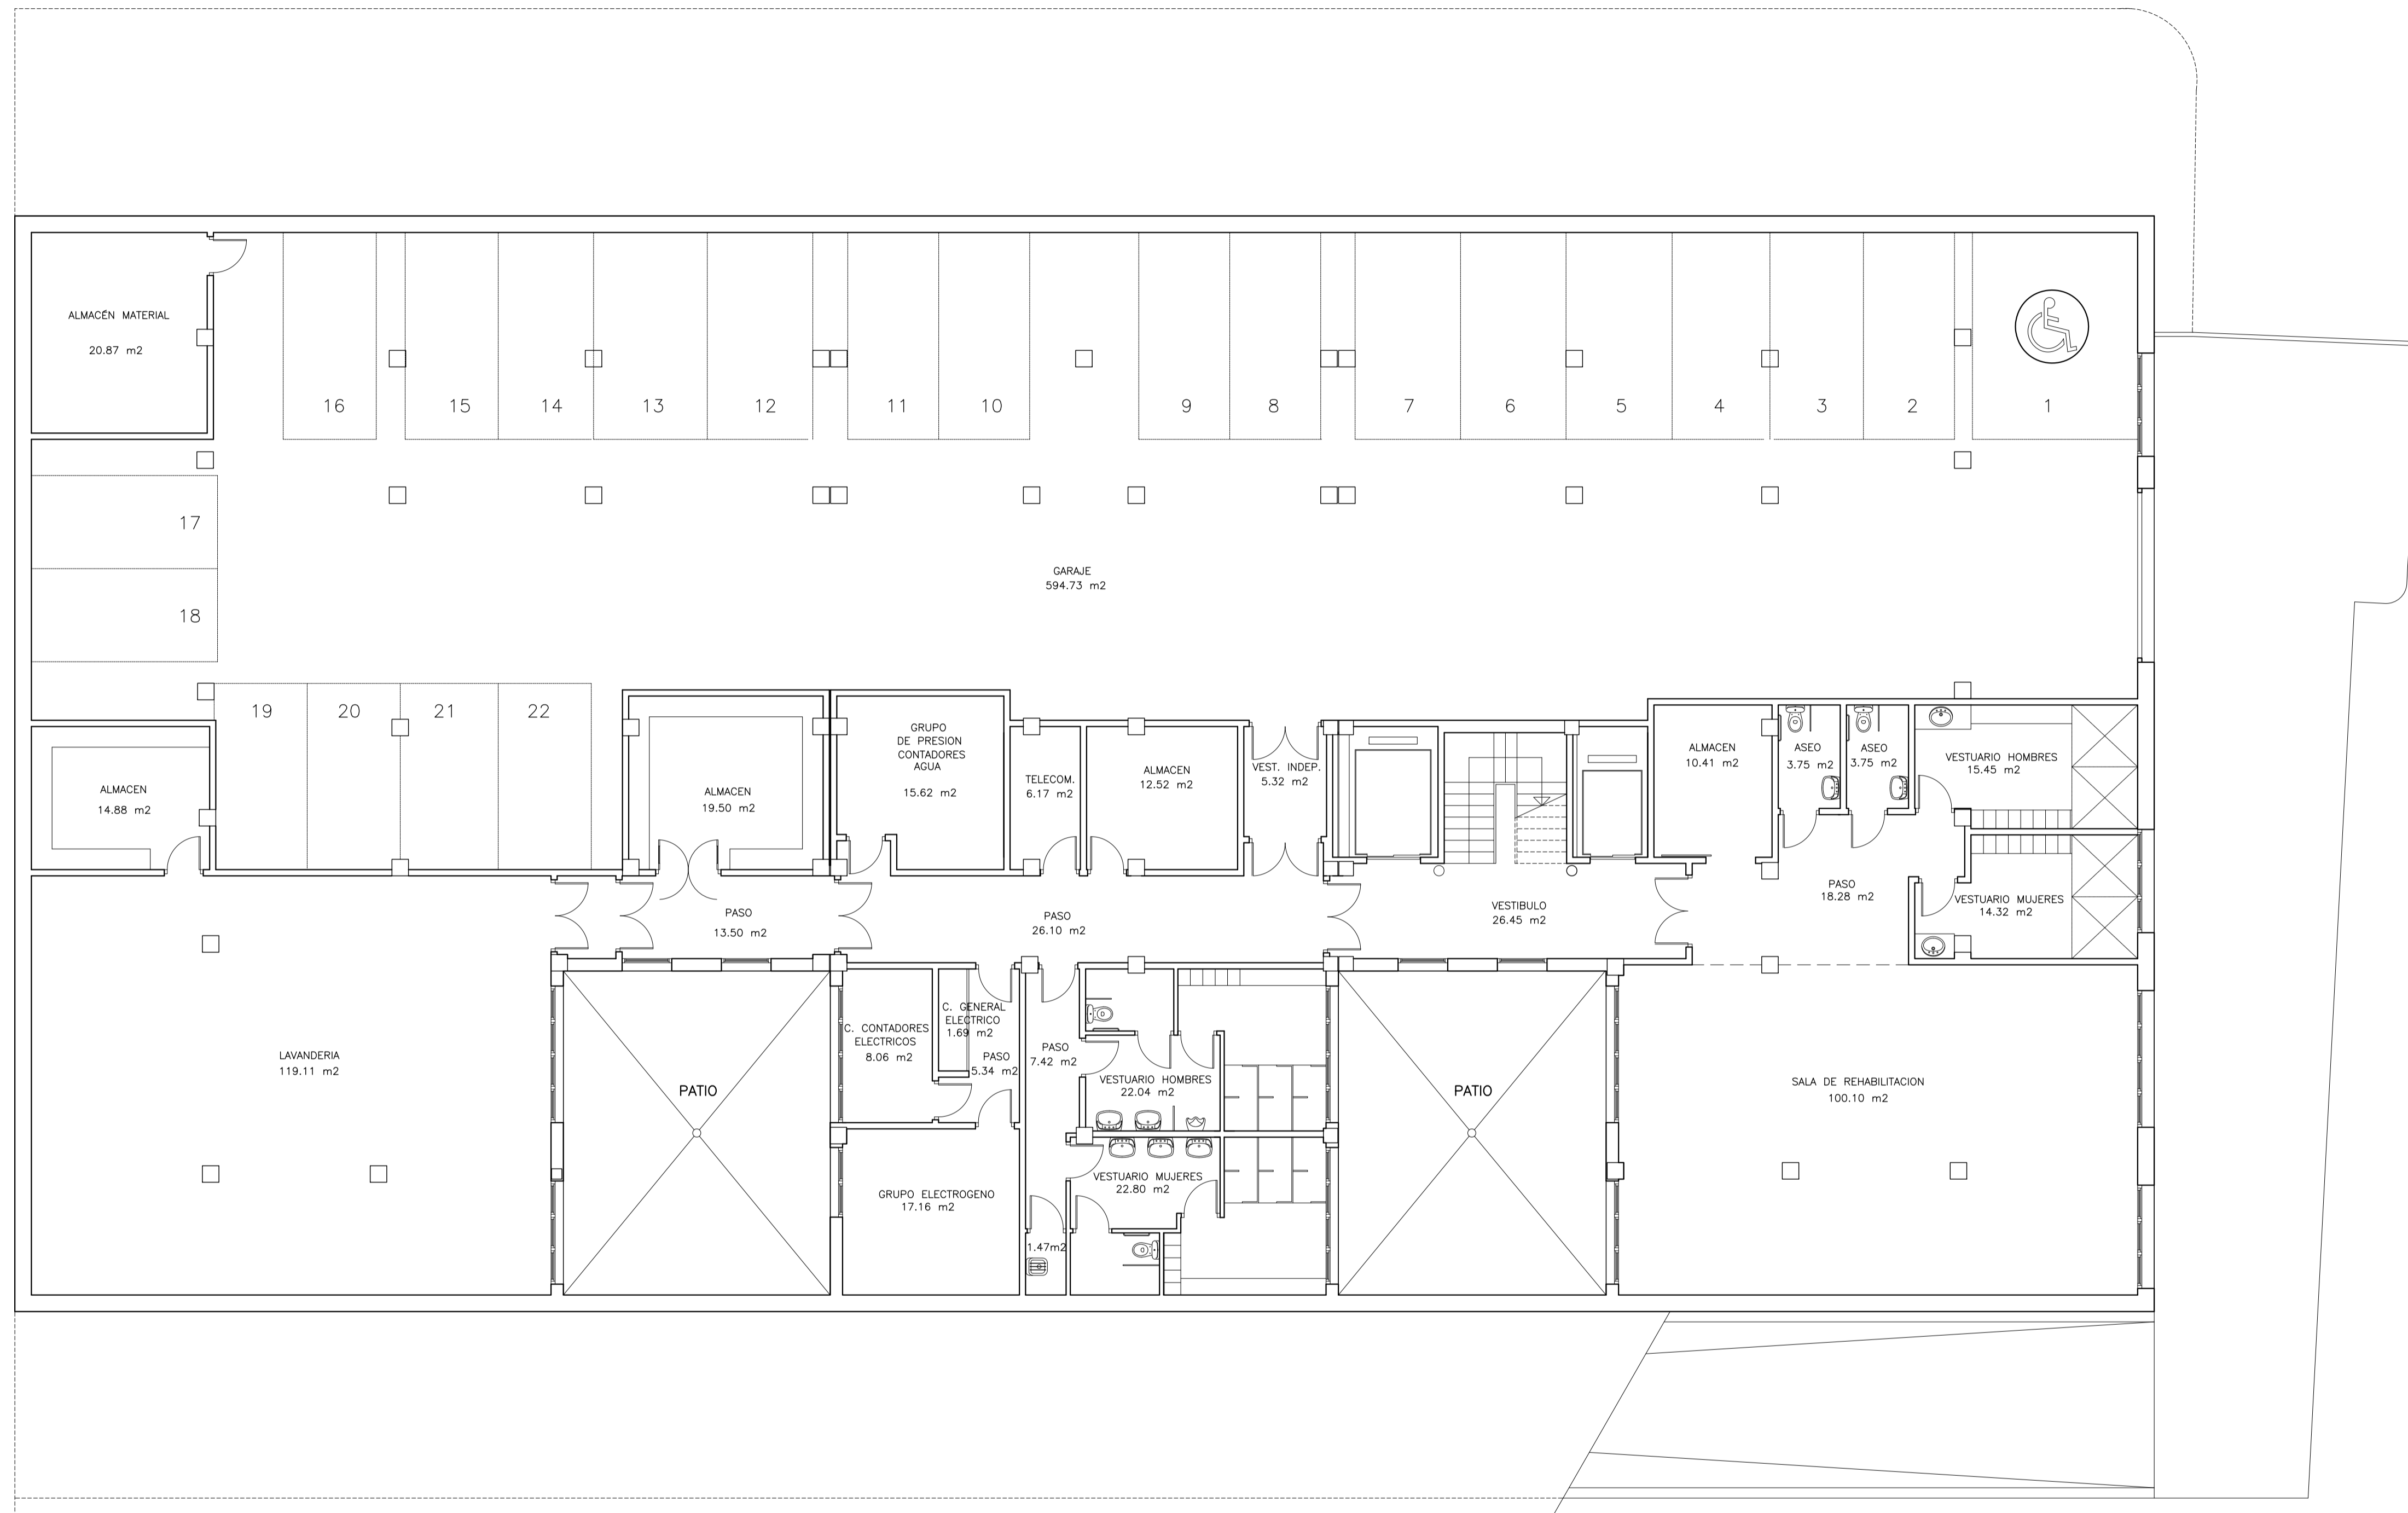 ALMACÉN MATERIAL
20.87 m2
16
15
14
13
12
11
10
9
8
7
6
5
4
3
2
1
17
18
GARAJE
594.73 m2
19
20
21
22
ALMACEN
14.88 m2
ALMACEN
19.50 m2
GRUPO
DE PRESION
CONTADORES
AGUA
15.62 m2
TELECOM.
6.17 m2
ALMACEN
12.52 m2
VEST. INDEP.
5.32 m2
ALMACEN
10.41 m2
ASEO
3.75 m2
ASEO
3.75 m2
VESTUARIO HOMBRES
15.45 m2
PASO
13.50 m2
PASO
26.10 m2
VESTIBULO
26.45 m2
PASO
18.28 m2
VESTUARIO MUJERES
14.32 m2
LAVANDERIA
119.11 m2
PATIO
C. CONTADORES
ELECTRICOS
8.06 m2
C. GENERAL
ELECTRICO
1.69 m2
PASO
5.34 m2
PASO
7.42 m2
VESTUARIO HOMBRES
22.04 m2
PATIO
SALA DE REHABILITACION
100.10 m2
GRUPO ELECTROGENO
17.16 m2
VESTUARIO MUJERES
22.80 m2
1.47m2